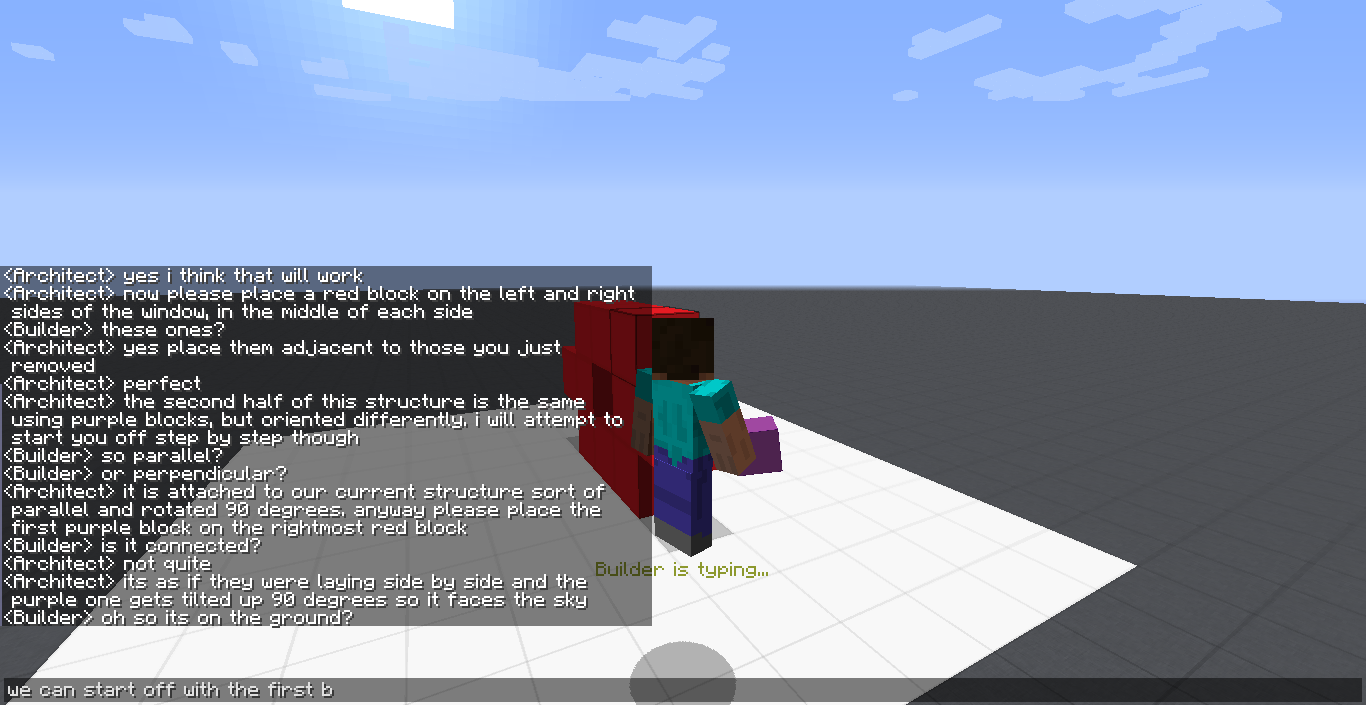 <Architect> yes i think that will work
<Architect> now please place a red block on the left and right
sides of the window, in the middle of each side
<Builder> these ones?
<Architect> yes place them adjacent to those you just
removed
<Architect> perfect
<Architect> the second half of this structure is the same
using purple blocks, but oriented differently. i will attempt to
start you off step by step though
<Builder> so parallel?
<Builder> or perpendicular?
<Architect> it is attached to our current structure sort of
parallel and rotated 90 degrees. anyway please place the
first purple block on the rightmost red block
<Builder> is it connected?
<Architect> not quite
<Architect> its as if they were laying side by side and the
purple one gets tilted up 90 degrees so it faces the sky
<Builder> oh so its on the ground?
Builder is typing...
we can start off with the first b